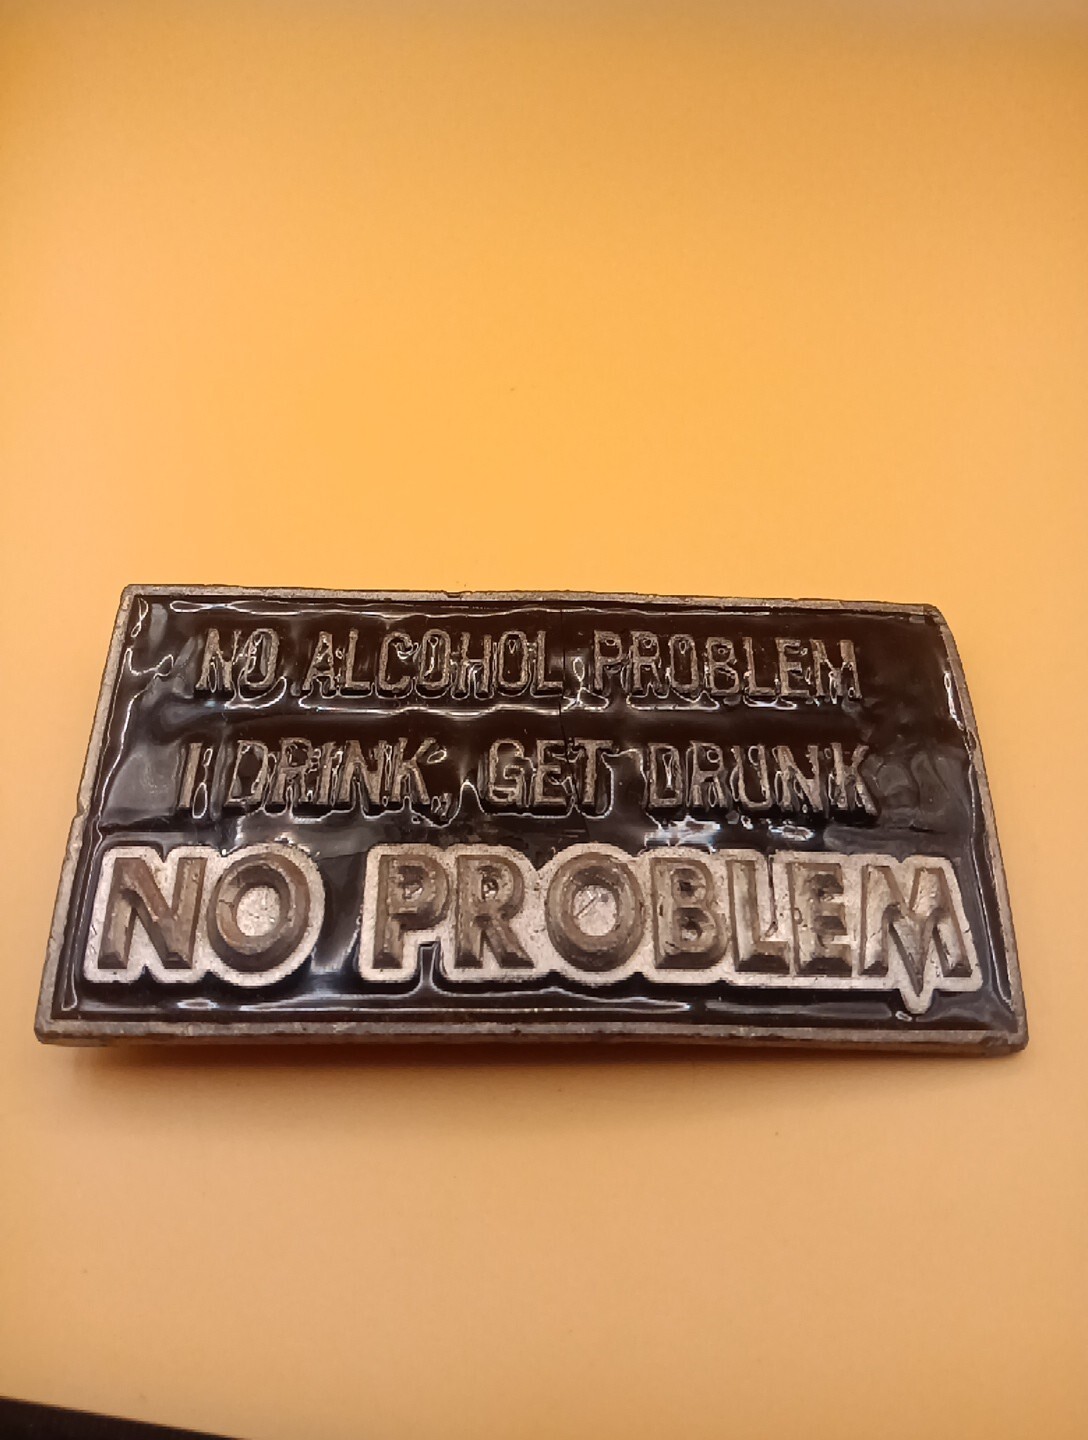 NO ALCOHOL PROBLEM
I DRINK, GET DRUNK
NO PROBLEM